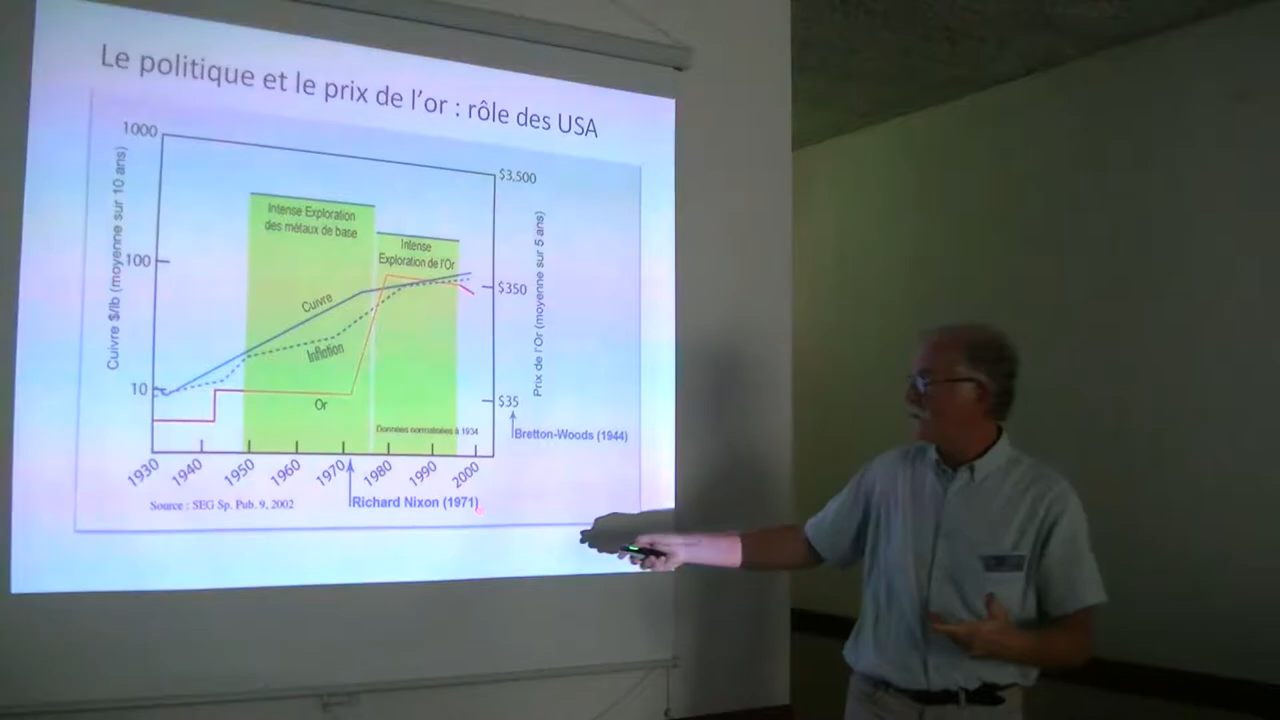 Le politique et le prix de l'or : rôle des USA
1000
100
10
Cuivre $/lb (moyenne sur 10 ans)
Intense Exploration
des métaux de base
Intense
Exploration de l'Or
Cuivre
Inflation
Or
Données normalisées à 1934
$3,500
$350
$35
Prix de l'Or (moyenne sur 5 ans)
Bretton-Woods (1944)
1930
1940
1950
1960
1970
1980
1990
2000
Richard Nixon (1971)
Source : SEG Sp. Pub. 9, 2002